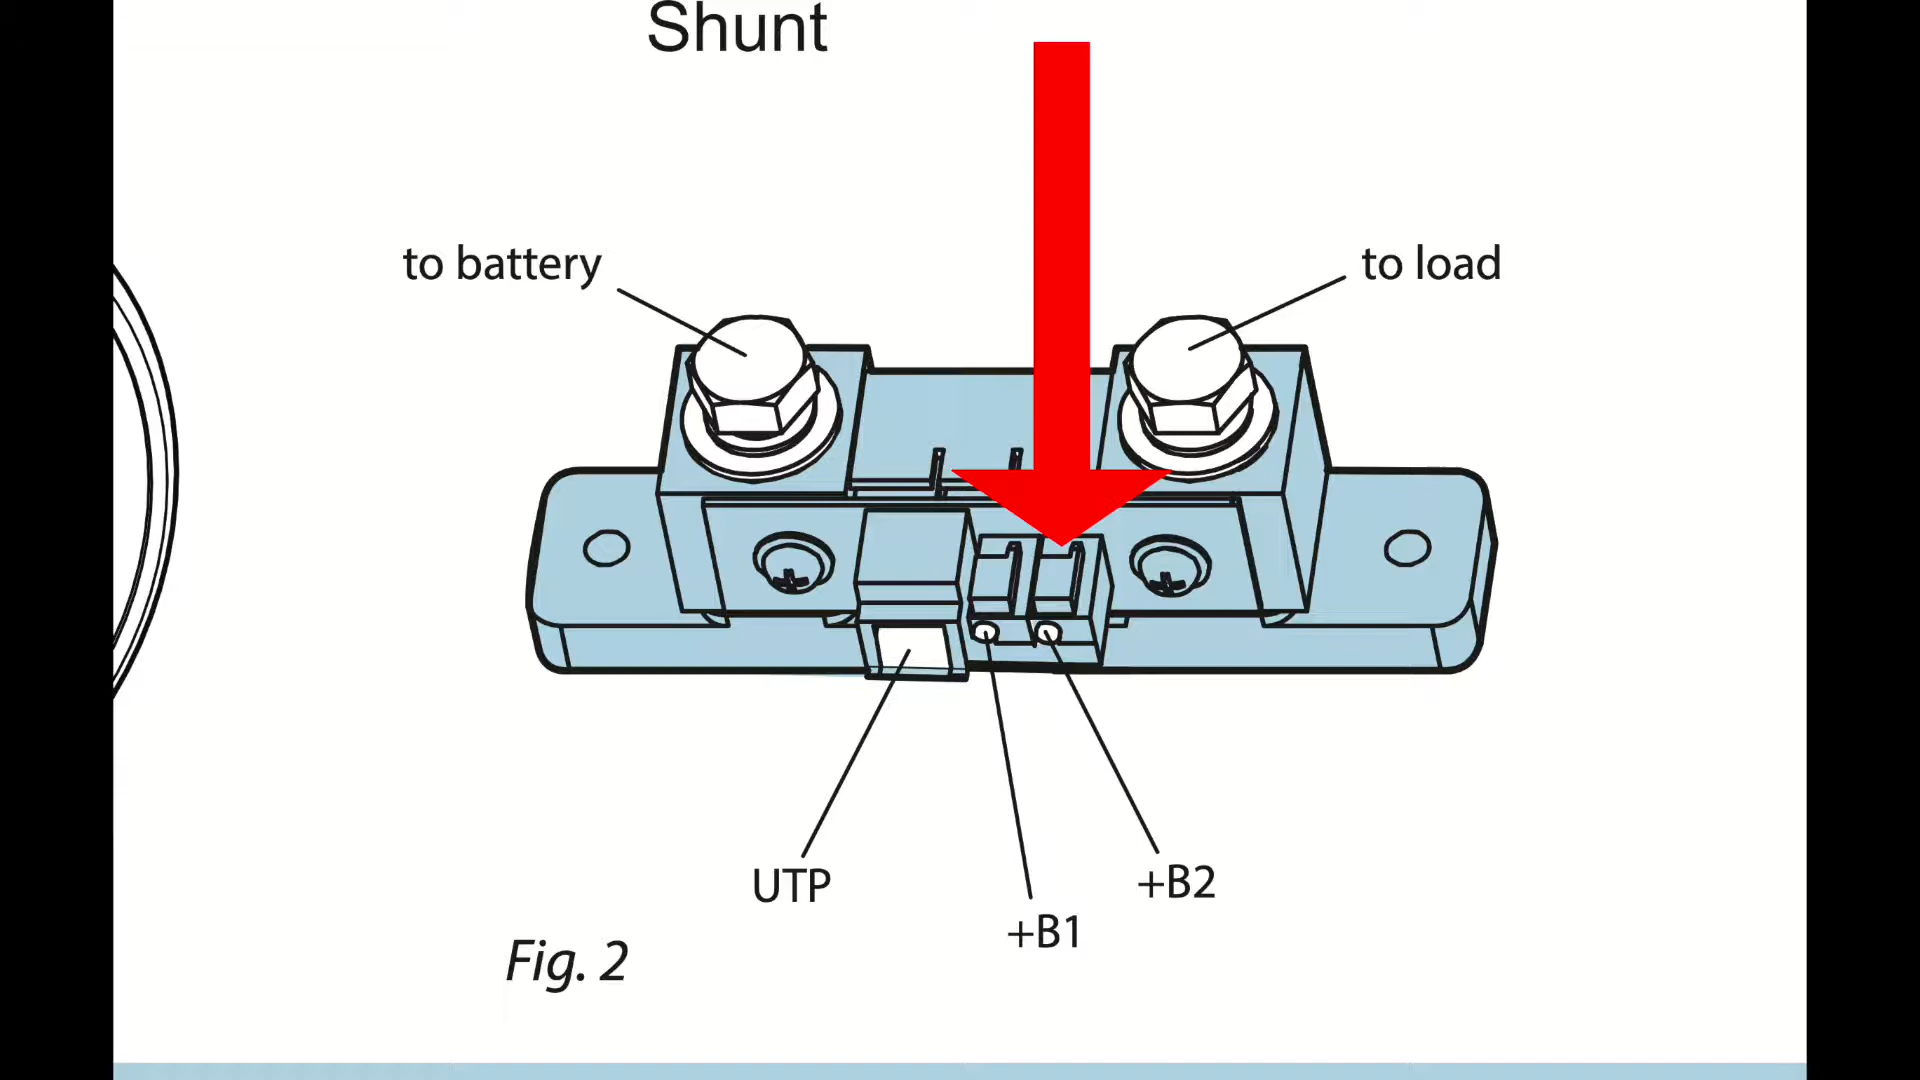 Shunt
to battery
to load
UTP
+B2
+B1
Fig. 2